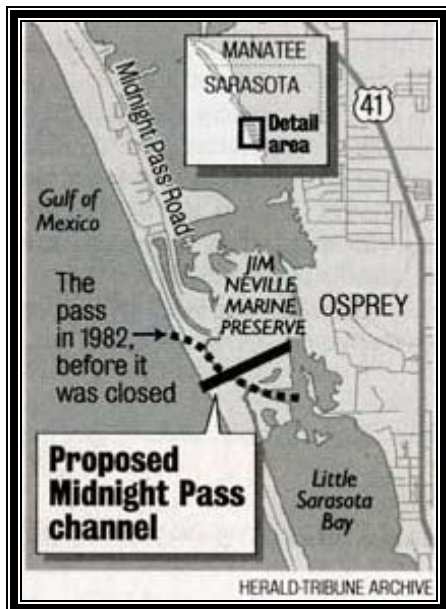 MANATEE
SARASOTA
Detail
area
41
Midnight Pass Road
Gulf of
Mexico
JIM
NEVILLE
MARINE
PRESERVE
OSPREY
The
pass
in 1982,
before it
was closed
Proposed
Midnight Pass
channel
Little
Sarasota
Bay
HERALD-TRIBUNE ARCHIVE